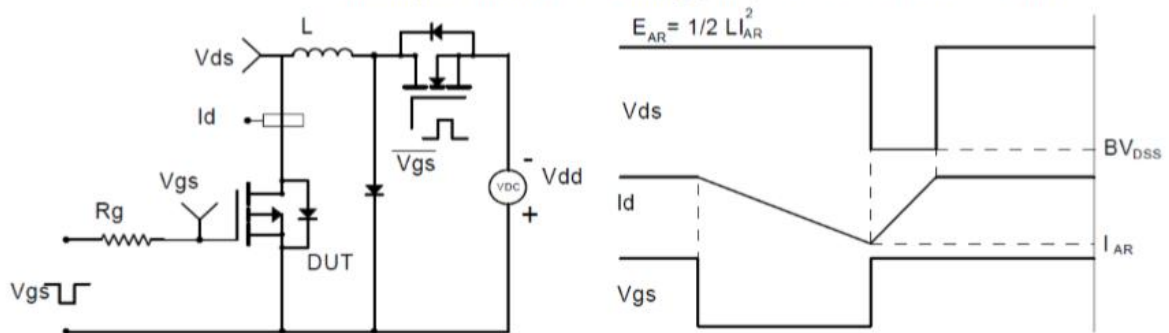 L
Vds
Id
Vgs
Rg
DUT
Vgs
Vgs
VDC
-
+
Vdd
E_AR = 1/2 LI_AR^2
Vds
BV_DSS
Id
I_AR
Vgs